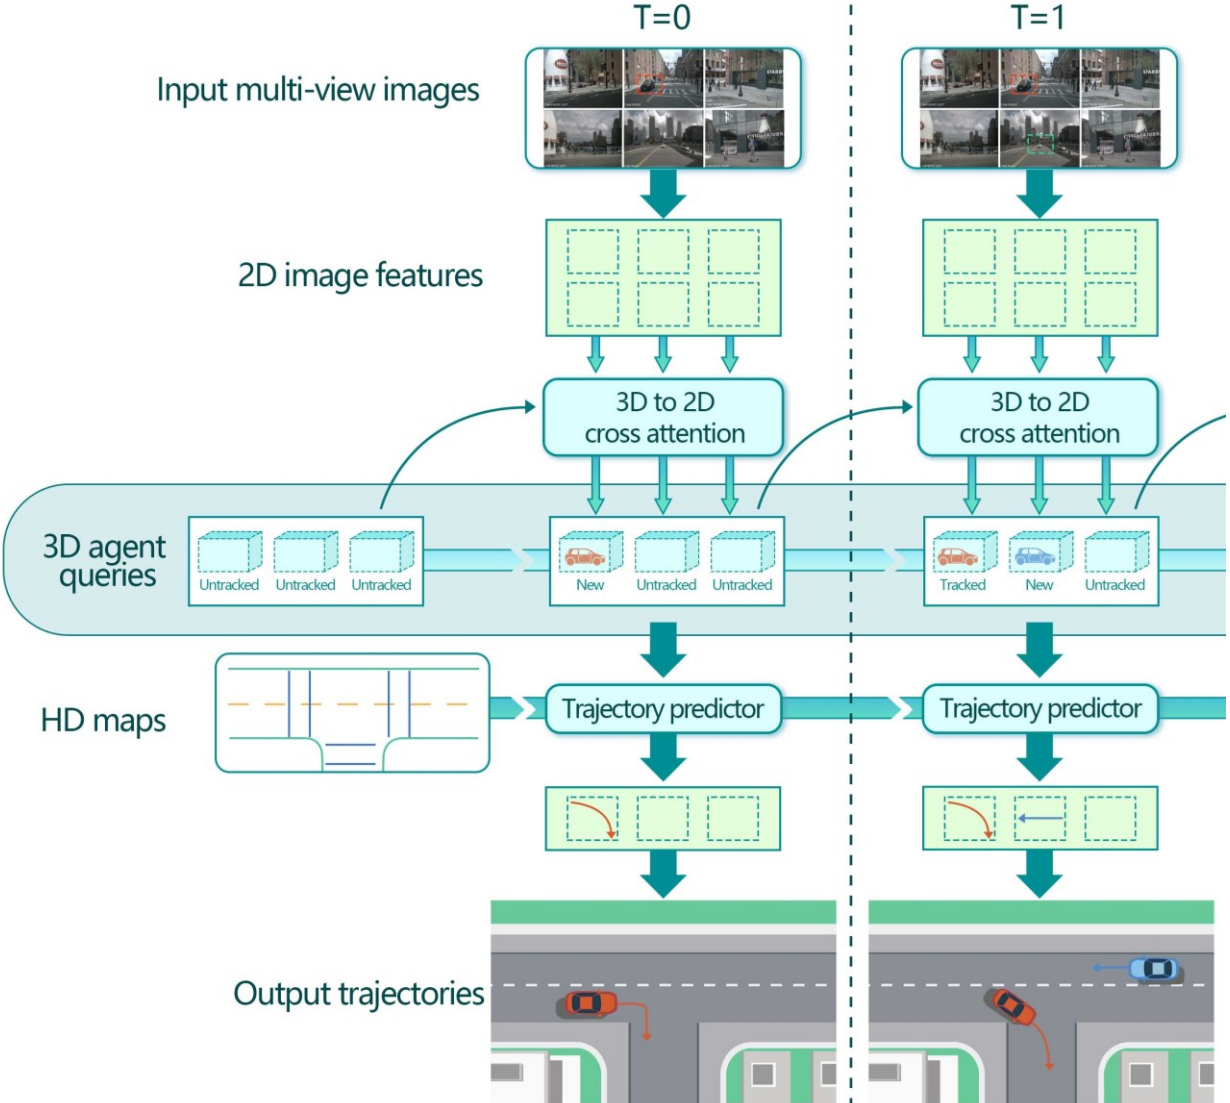 T=0
T=1
Input multi-view images
2D image features
3D to 2D
cross attention
3D to 2D
cross attention
3D agent
queries
Untracked
Untracked
Untracked
New
Untracked
Untracked
Tracked
New
Untracked
HD maps
Trajectory predictor
Trajectory predictor
Output trajectories